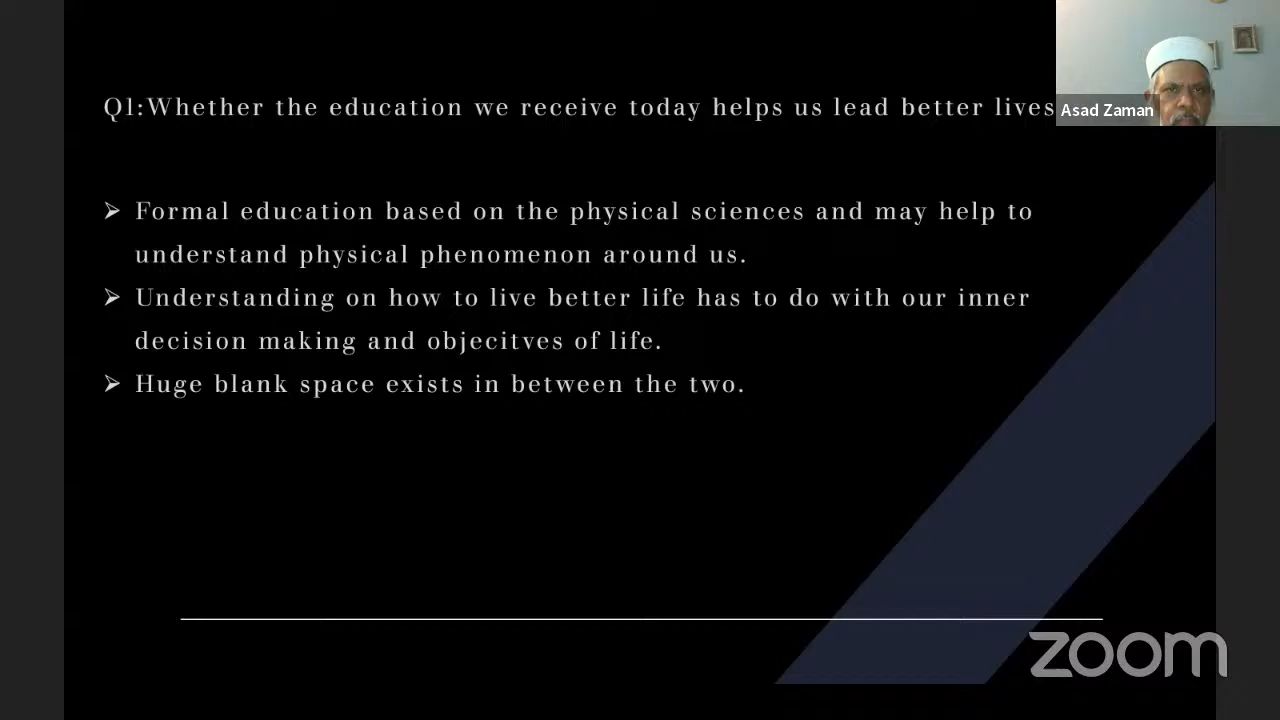 Q1:Whether the education we receive today helps us lead better lives
Asad Zaman
➢ Formal education based on the physical sciences and may help to
understand physical phenomenon around us.
➢ Understanding on how to live better life has to do with our inner
decision making and objecitves of life.
➢ Huge blank space exists in between the two.
zoom